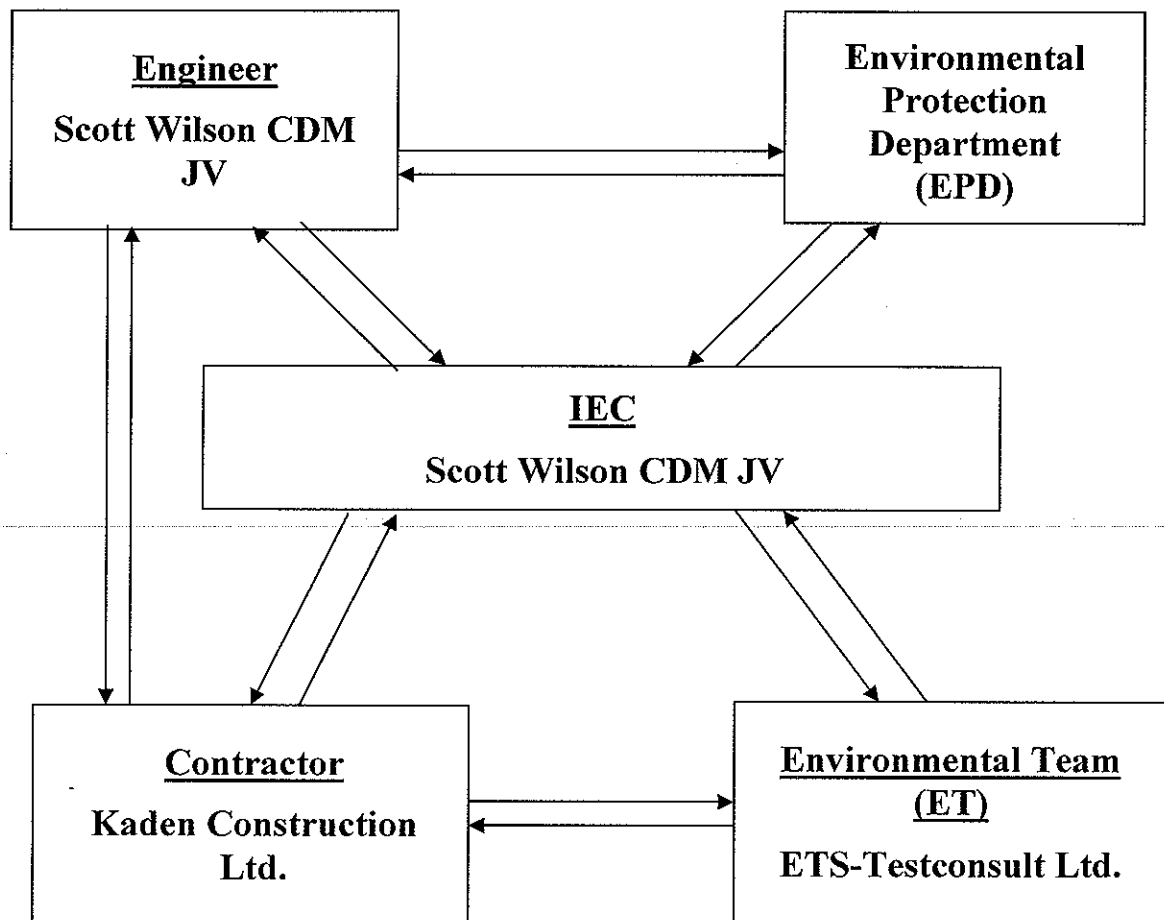 Engineer
Scott Wilson CDM
JV
Environmental
Protection
Department
(EPD)
IEC
Scott Wilson CDM JV
Contractor
Kaden Construction
Ltd.
Environmental Team
(ET)
ETS-Testconsult Ltd.